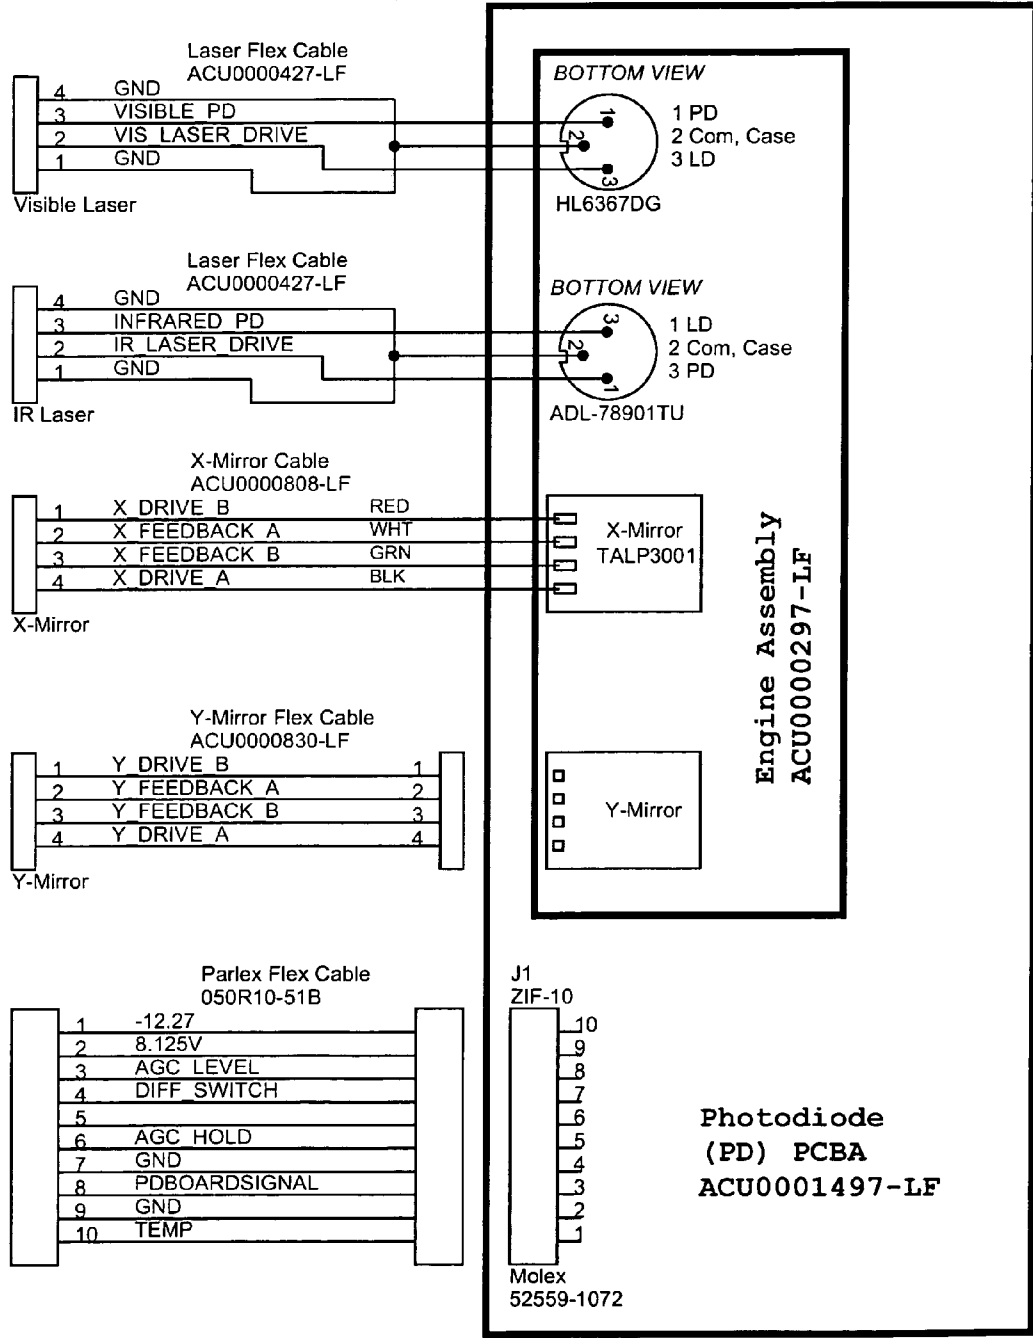 Laser Flex Cable
ACU0000427-LF
4 GND
3 VISIBLE_PD
2 VIS_LASER_DRIVE
1 GND
Visible Laser
BOTTOM VIEW
1
2
3
1 PD
2 Com, Case
3 LD
HL6367DG
Laser Flex Cable
ACU0000427-LF
4 GND
3 INFRARED_PD
2 IR_LASER_DRIVE
1 GND
IR Laser
BOTTOM VIEW
3
2
1
1 LD
2 Com, Case
3 PD
ADL-78901TU
X-Mirror Cable
ACU0000808-LF
1 X_DRIVE_B RED
2 X_FEEDBACK_A WHT
3 X_FEEDBACK_B GRN
4 X_DRIVE_A BLK
X-Mirror
X-Mirror
TALP3001
Engine Assembly
ACU0000297-LF
Y-Mirror Flex Cable
ACU0000830-LF
1 Y_DRIVE_B 1
2 Y_FEEDBACK_A 2
3 Y_FEEDBACK_B 3
4 Y_DRIVE_A 4
Y-Mirror
Y-Mirror
Parlex Flex Cable
050R10-51B
1 -12.27
2 8.125V
3 AGC_LEVEL
4 DIFF_SWITCH
5
6 AGC_HOLD
7 GND
8 PDBOARDSIGNAL
9 GND
10 TEMP
J1
ZIF-10
10
9
8
7
6
5
4
3
2
1
Molex
52559-1072
Photodiode
(PD) PCBA
ACU0001497-LF